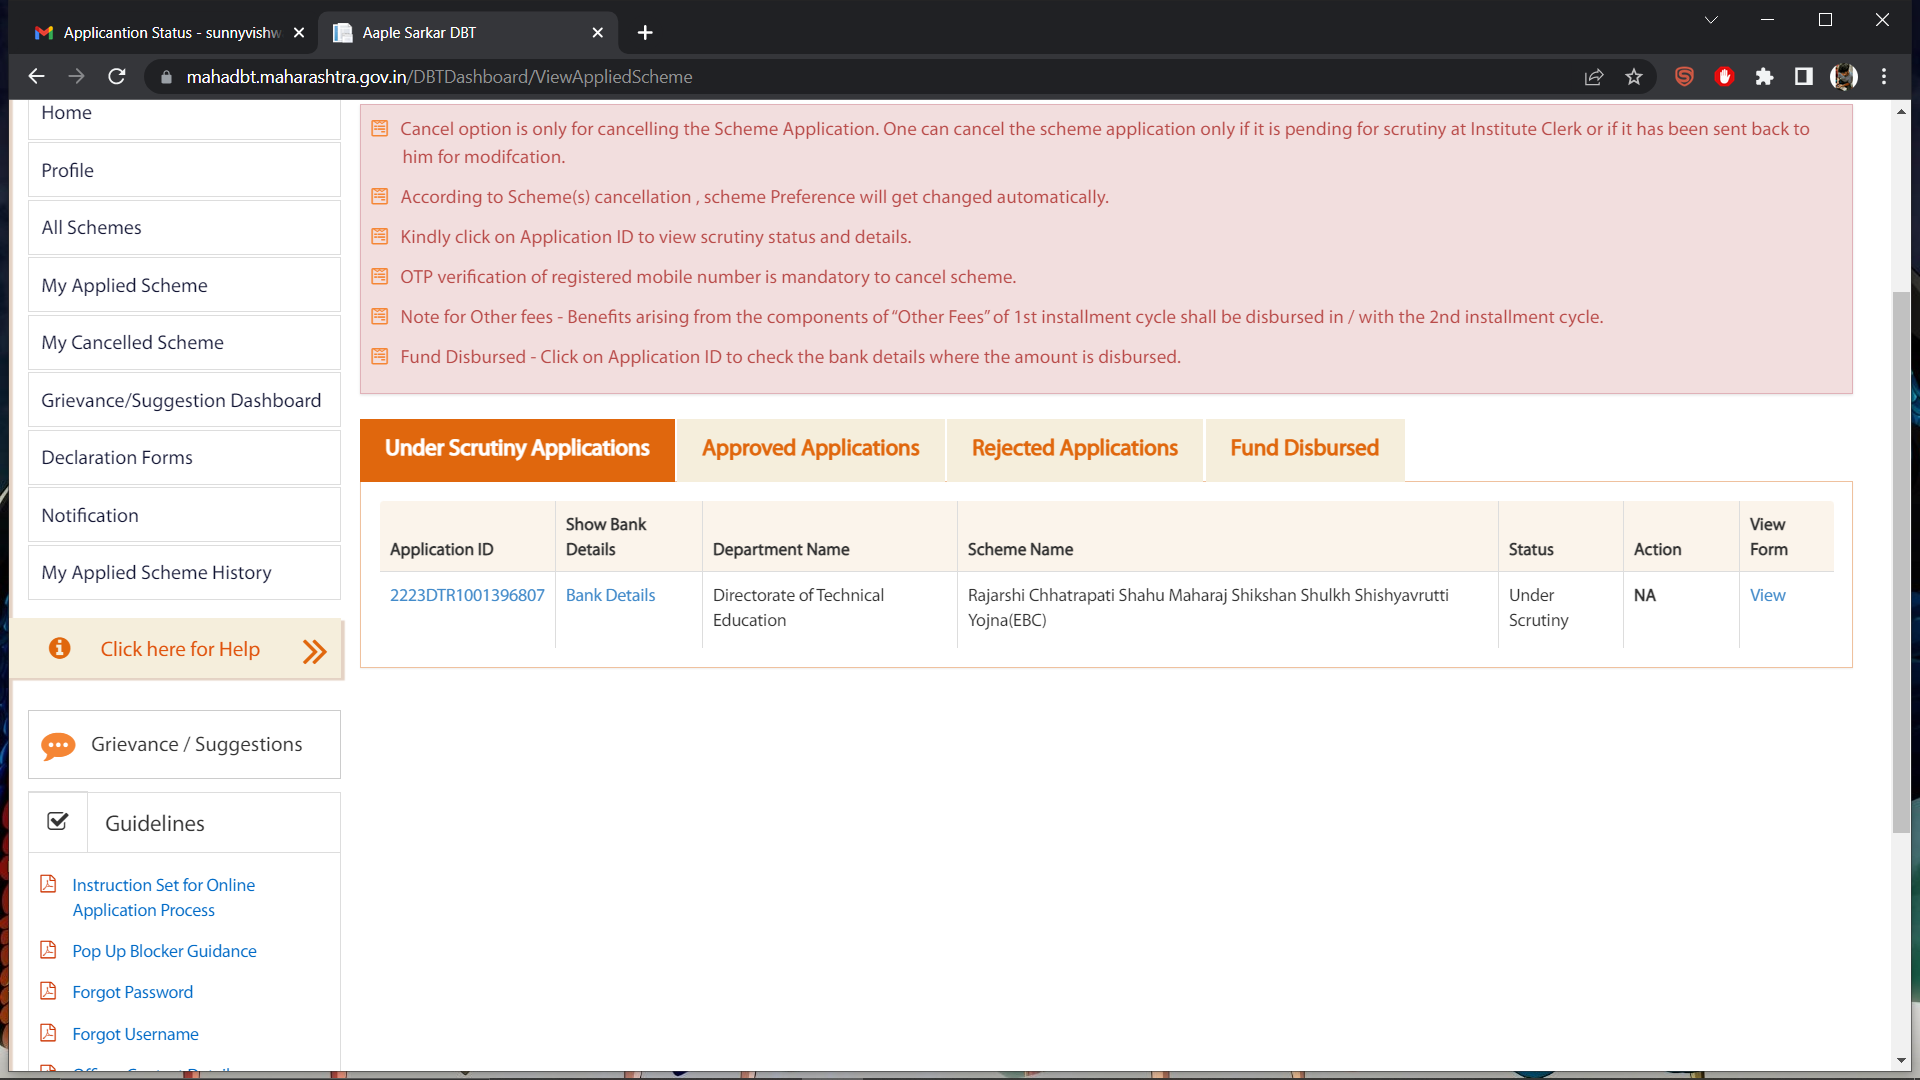 Applicantion Status - sunnyvishw
Aaple Sarkar DBT
mahadbt.maharashtra.gov.in/DBTDashboard/ViewAppliedScheme
Home
Profile
All Schemes
My Applied Scheme
My Cancelled Scheme
Grievance/Suggestion Dashboard
Declaration Forms
Notification
My Applied Scheme History
Click here for Help
Grievance / Suggestions
Guidelines
Instruction Set for Online
Application Process
Pop Up Blocker Guidance
Forgot Password
Forgot Username
Cancel option is only for cancelling the Scheme Application. One can cancel the scheme application only if it is pending for scrutiny at Institute Clerk or if it has been sent back to
him for modifcation.
According to Scheme(s) cancellation , scheme Preference will get changed automatically.
Kindly click on Application ID to view scrutiny status and details.
OTP verification of registered mobile number is mandatory to cancel scheme.
Note for Other fees - Benefits arising from the components of “Other Fees” of 1st installment cycle shall be disbursed in / with the 2nd installment cycle.
Fund Disbursed - Click on Application ID to check the bank details where the amount is disbursed.
Under Scrutiny Applications
Approved Applications
Rejected Applications
Fund Disbursed
Application ID
Show Bank
Details
Department Name
Scheme Name
Status
Action
View
Form
2223DTR1001396807
Bank Details
Directorate of Technical
Education
Rajarshi Chhatrapati Shahu Maharaj Shikshan Shulkh Shishyavrutti
Yojna(EBC)
Under
Scrutiny
NA
View